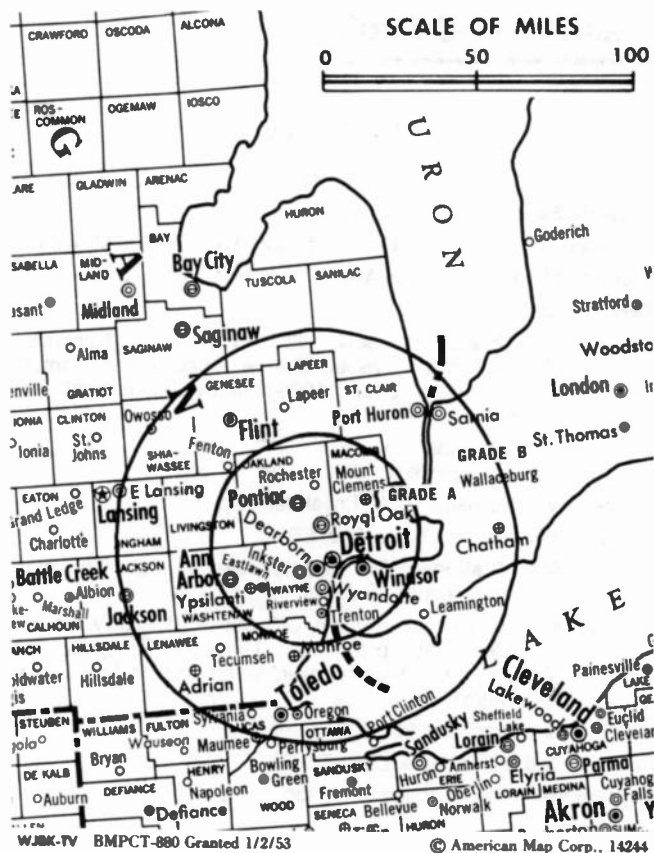 SCALE OF MILES
0 50 100
CRAWFORD OSCODA ALCONA
ROS-
COMMON OGEMAW IOSCO
G
URON
GLADWIN ARENAC
HURON
BAY
MID-
LAND
A
Bay City
Goderich
Midland
TUSCOLA SANILAC
Stratford
Saginaw
Woodsto
Alma SAGINAW
GRATIOT
LAPEER
GENESEE
ST. CLAIR
N
London
IONIA CLINTON Owosso Lapeer
Flint Port Huron Sarnia
Ionia St.
Johns
SHIA-
WASSEE
Fenton
St. Thomas
OAKLAND
MACOMB
GRADE B
Rochester Mount
Clemens
Wallaceburg
EATON E Lansing
Pontiac
GRADE A
Grand Ledge Lansing
LIVINGSTON
Royal Oak
Charlotte INGHAM
Dearborn
Detroit
Chatham
Battle Creek JACKSON
Ann
Arbor
Inkster
Windsor
Eastlawn
Marshall Albion
Ypsilanti WAYNE Wyandotte
CALHOUN Jackson
WASHTENAW Riverview
Trenton
Leamington
HILLSDALE LENAWEE MONROE
Tecumseh Monroe
LAKE
Hillsdale Adrian
Toledo
Cleveland
Painesville
Lakewood
LAKE
STEUBEN WILLIAMS FULTON Sylvania Oregon
Port Clinton
Sandusky
Sheffield
Lake
Euclid
LUCAS OTTAWA
Lorain
Wauseon Maumee Perrysburg
CUYAHOGA
Bryan
Amherst
Parma
DE KALB HENRY Bowling
Green
SANDUSKY Huron ERIE Elyria
Oberlin LORAIN MEDINA
Auburn DEFIANCE Napoleon Fremont
WOOD
Bellevue Norwalk
Falls
Defiance
SENECA
HURON
Akron
WJBK-TV BMPCT-880 Granted 1/2/53 © American Map Corp., 14244